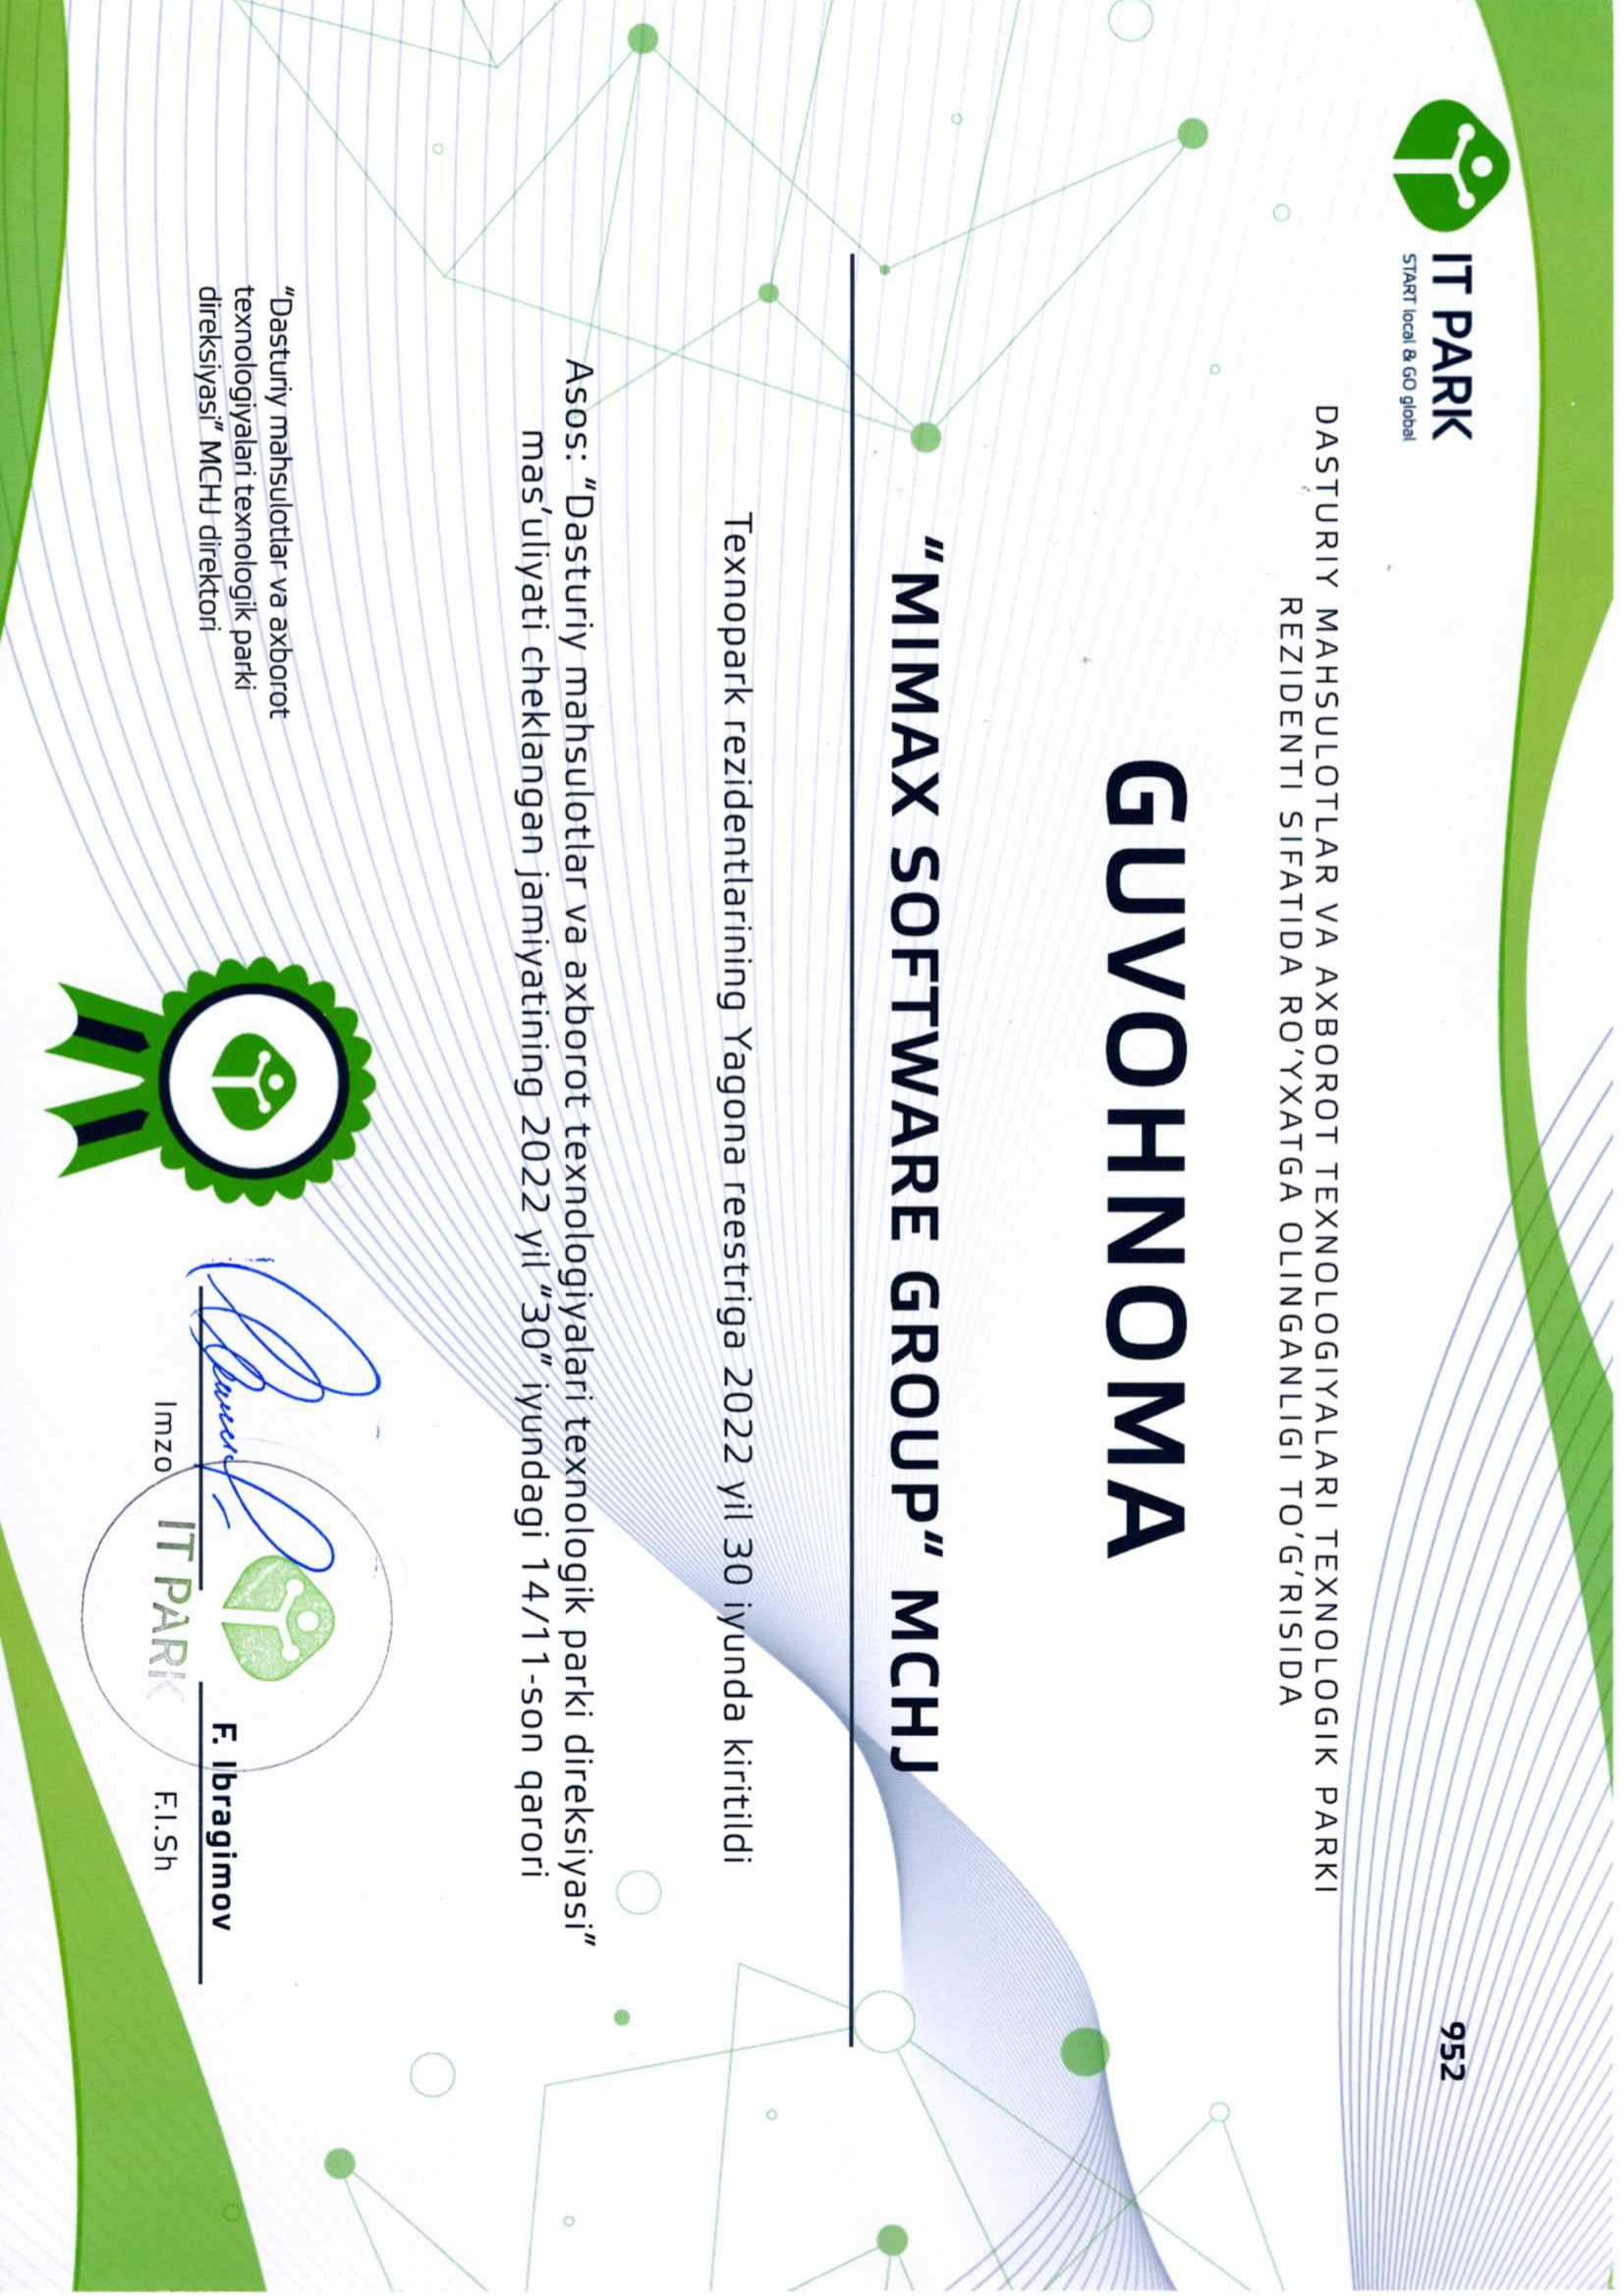 IT PARK
START local & GO global
952
DASTURIY MAHSULOTLAR VA AXBOROT TEXNOLOGIYALARI TEXNOLOGIK PARKI
REZIDENTI SIFATIDA RO'YXATGA OLINGANLIGI TO'G'RISIDA
GUVOHNOMA
“MIMAX SOFTWARE GROUP“ MCHJ
Texnopark rezidentlarining Yagona reestriga 2022 yil 30 iyunda kiritildi
Asos: “Dasturiy mahsulotlar va axborot texnologiyalari texnologik parki direksiyasi”
mas’uliyati cheklangan jamiyatining 2022 yil “30” iyundagi 14/11-son qarori
“Dasturiy mahsulotlar va axborot
texnologiyalari texnologik parki
direksiyasi” MCHJ direktori
F. Ibragimov
Imzo
IT PARK
F.I.Sh